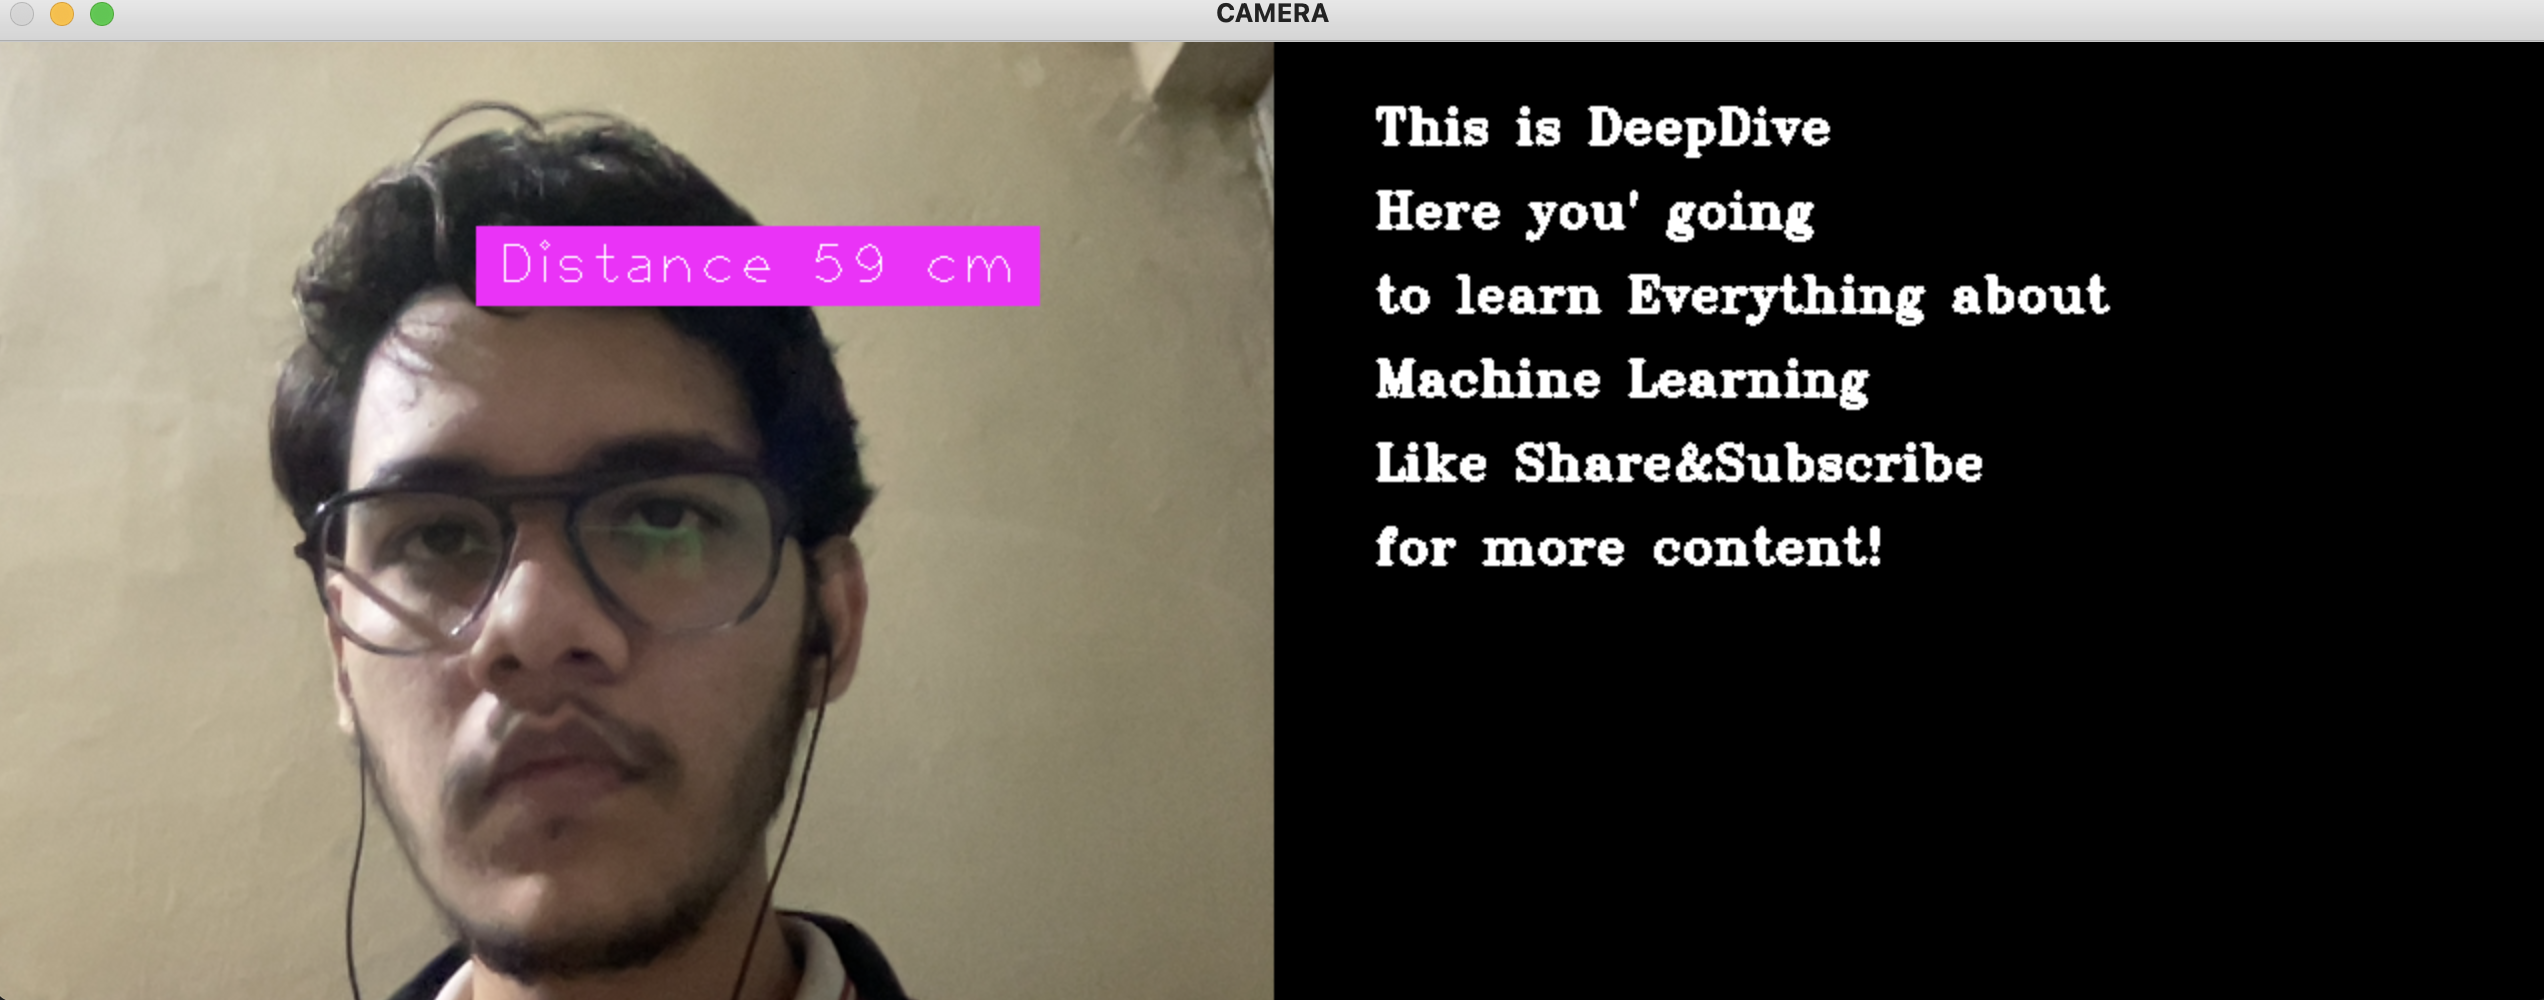 CAMERA
Distance 59 cm
This is DeepDive
Here you' going
to learn Everything about
Machine Learning
Like Share&Subscribe
for more content!